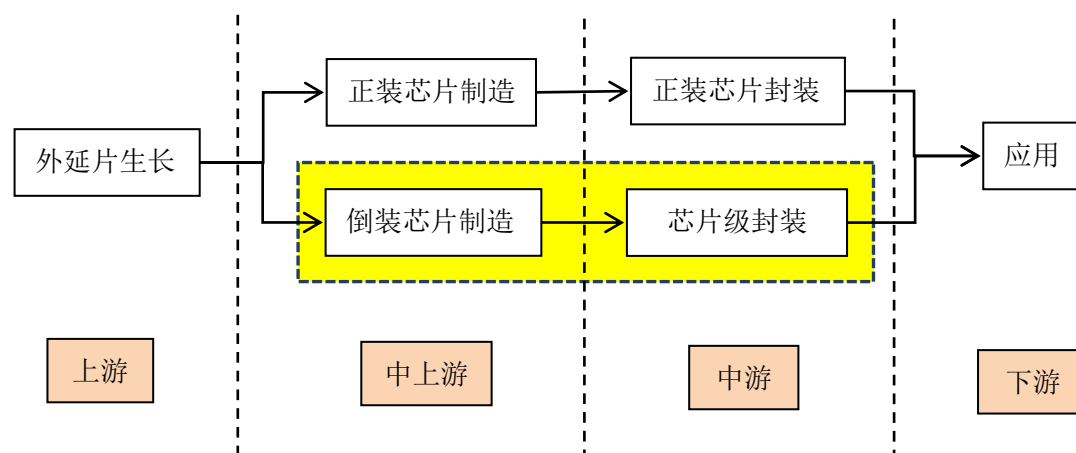 正装芯片制造
正装芯片封装
外延片生长
应用
倒装芯片制造
芯片级封装
上游
中上游
中游
下游